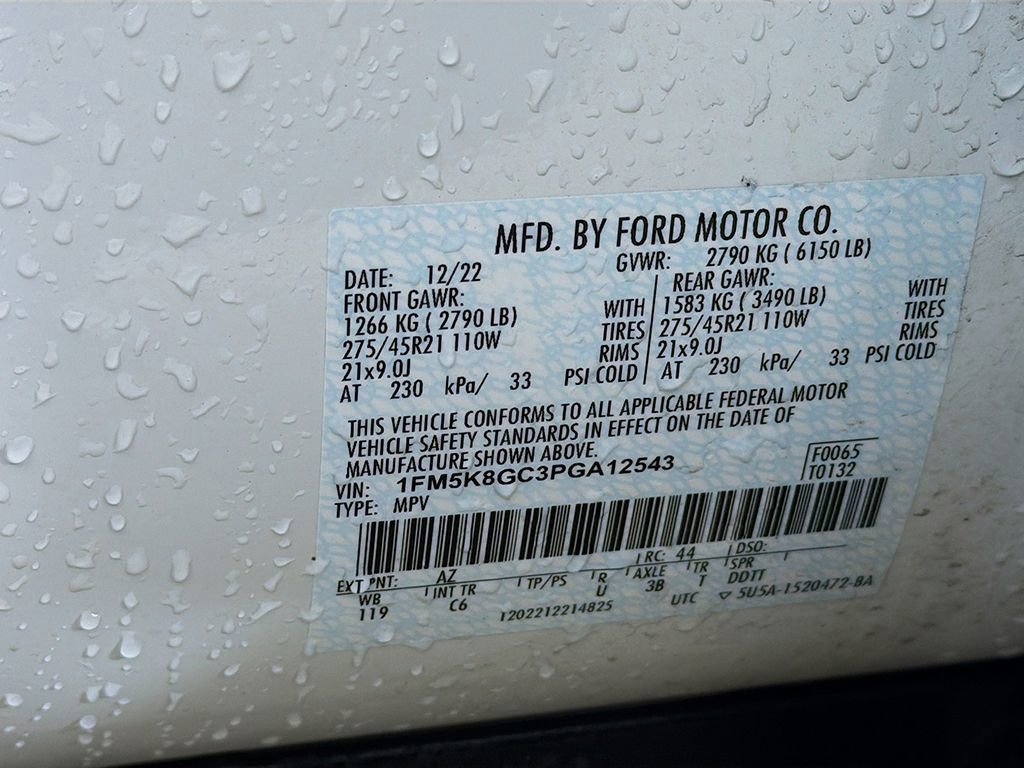 MFD. BY FORD MOTOR CO.
DATE: 12/22 GVWR: 2790 KG ( 6150 LB)
FRONT GAWR: REAR GAWR:
1266 KG ( 2790 LB) WITH 1583 KG ( 3490 LB) WITH
275/45R21 110W TIRES 275/45R21 110W TIRES
21x9.0J RIMS 21x9.0J RIMS
AT 230 kPa/ 33 PSI COLD AT 230 kPa/ 33 PSI COLD
THIS VEHICLE CONFORMS TO ALL APPLICABLE FEDERAL MOTOR
VEHICLE SAFETY STANDARDS IN EFFECT ON THE DATE OF
MANUFACTURE SHOWN ABOVE.
VIN: 1FM5K8GC3PGA12543 F0065
TYPE: MPV T0132
EXT PNT: AZ RC: 44 DSO:
WB INT TR TP/PS R AXLE TR SPR
119 C6 U 3B T DDTT
1202212214825 UTC ▽ 5U5A-1520472-BA